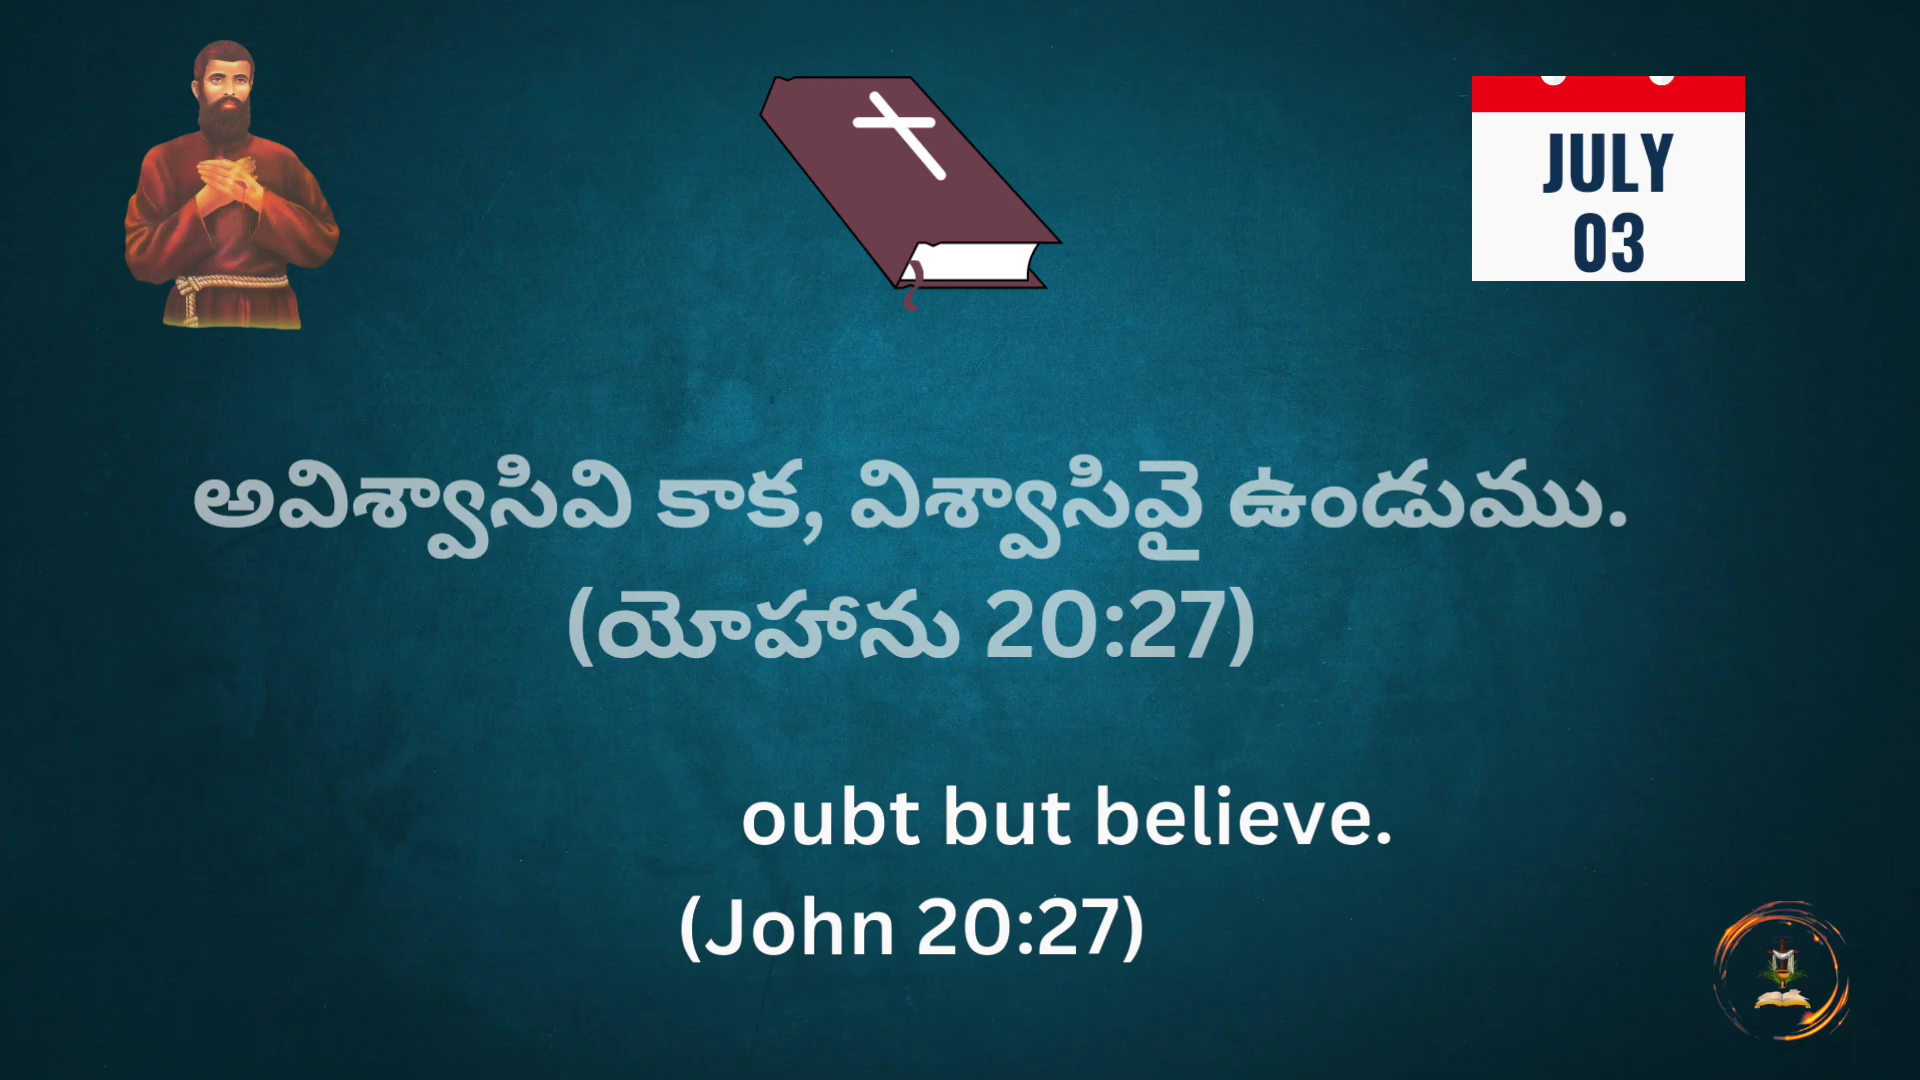 JULY
03
అవిశ్వాసివి కాక, విశ్వాసివై ఉండుము.
(యోహాను 20:27)
oubt but believe.
(John 20:27)